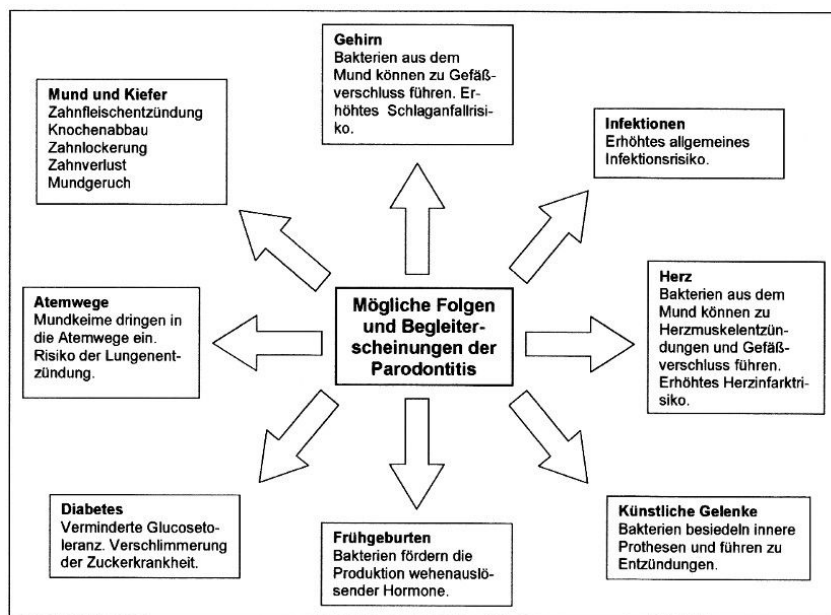 Gehirn
Bakterien aus dem
Mund können zu Gefäß-
verschluss führen. Er-
höhtes Schlaganfallrisi-
ko.
Mund und Kiefer
Zahnfleischentzündung
Knochenabbau
Zahnlockerung
Zahnverlust
Mundgeruch
Infektionen
Erhöhtes allgemeines
Infektionsrisiko.
Atemwege
Mundkeime dringen in
die Atemwege ein.
Risiko der Lungenent-
zündung.
Mögliche Folgen
und Begleiter-
scheinungen der
Parodontitis
Herz
Bakterien aus dem
Mund können zu
Herzmuskelentzün-
dungen und Gefäß-
verschluss führen.
Erhöhtes Herzinfarktri-
siko.
Diabetes
Verminderte Glucoseto-
leranz. Verschlimmerung
der Zuckerkrankheit.
Frühgeburten
Bakterien fördern die
Produktion wehenauslö-
sender Hormone.
Künstliche Gelenke
Bakterien besiedeln innere
Prothesen und führen zu
Entzündungen.